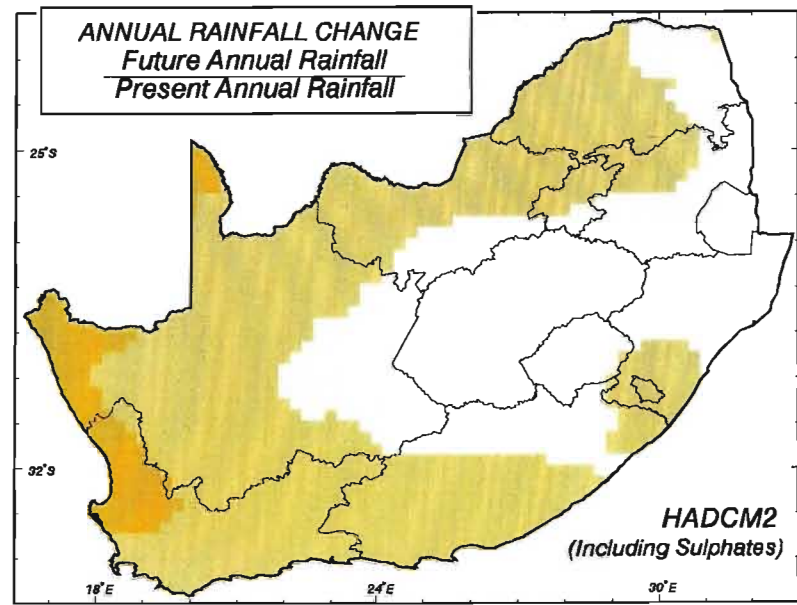 ANNUAL RAINFALL CHANGE
Future Annual Rainfall
Present Annual Rainfall
25°S
32°S
HADCM2
(Including Sulphates)
18°E
24°E
30°E